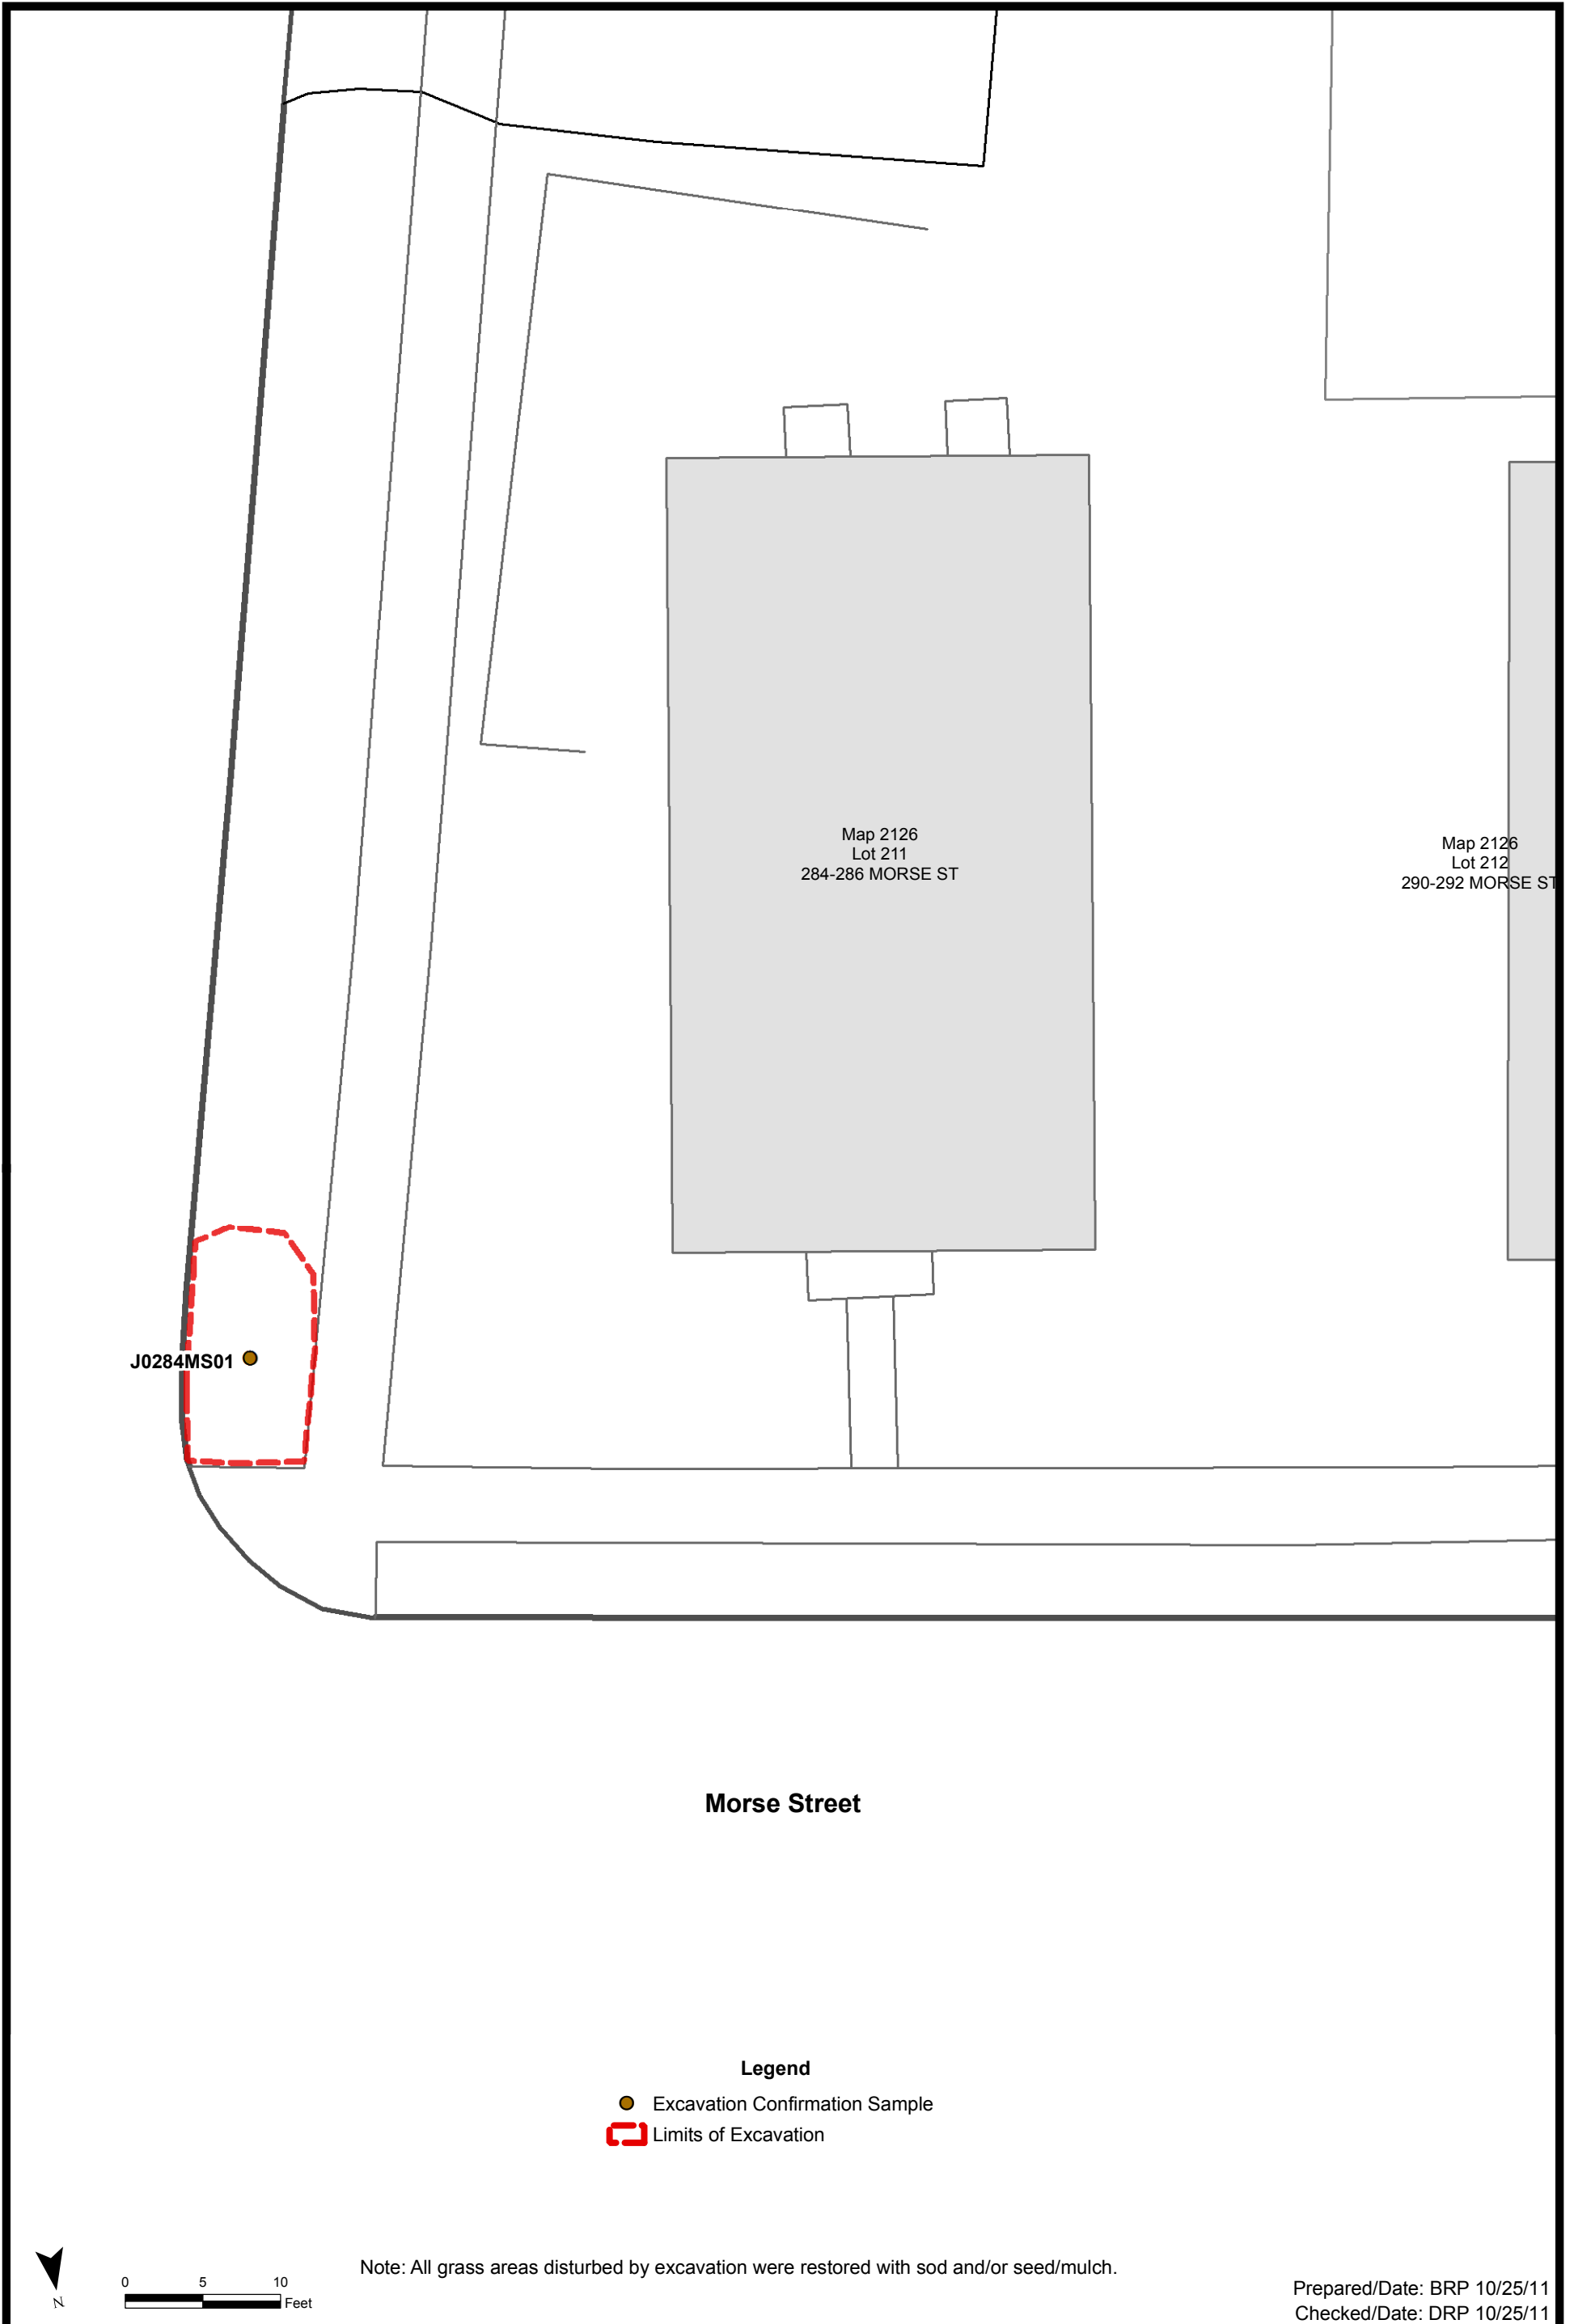 Map 2126
Lot 211
284-286 MORSE ST
Map 2126
Lot 212
290-292 MORSE ST
J0284MS01
Morse Street
Legend
Excavation Confirmation Sample
Limits of Excavation
Note: All grass areas disturbed by excavation were restored with sod and/or seed/mulch.
N
0 5 10
Feet
Prepared/Date: BRP 10/25/11
Checked/Date: DRP 10/25/11